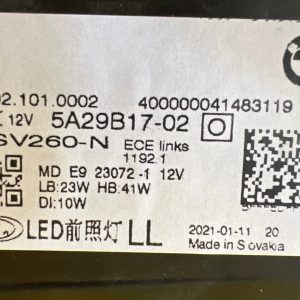 02.101.0002 400000041483119
12V 5A29B17-02
SV260-N ECE links
1192.1
MD E9 23072-1 12V
LB:23W HB:41W
DI:10W
LED前照灯 LL
2021-01-11 20
Made in Slovakia